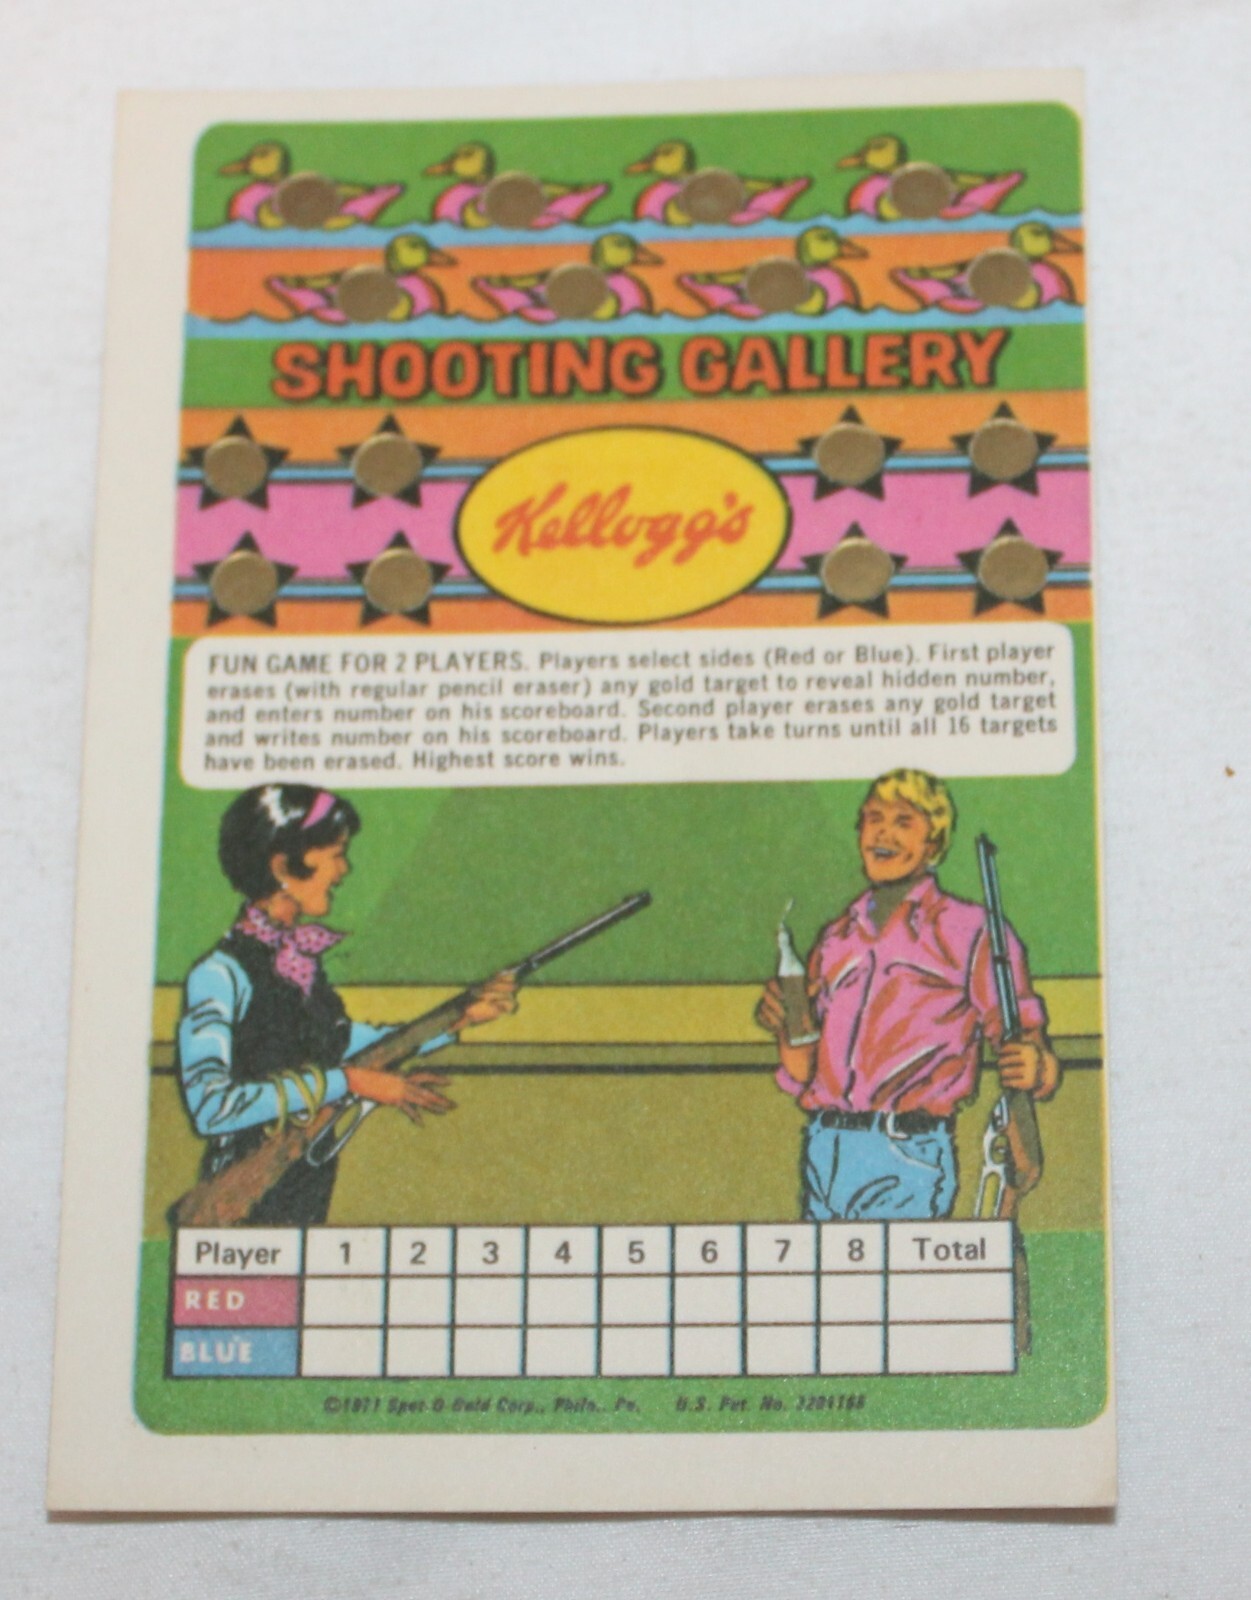 SHOOTING GALLERY
Kellogg's
FUN GAME FOR 2 PLAYERS. Players select sides (Red or Blue). First player
erases (with regular pencil eraser) any gold target to reveal hidden number,
and enters number on his scoreboard. Second player erases any gold target
and writes number on his scoreboard. Players take turns until all 16 targets
have been erased. Highest score wins.
Player 1 2 3 4 5 6 7 8 Total
RED
BLUE
©1971 Spot-O-Gold Corp., Phila., Pa. U.S. Pat. No.